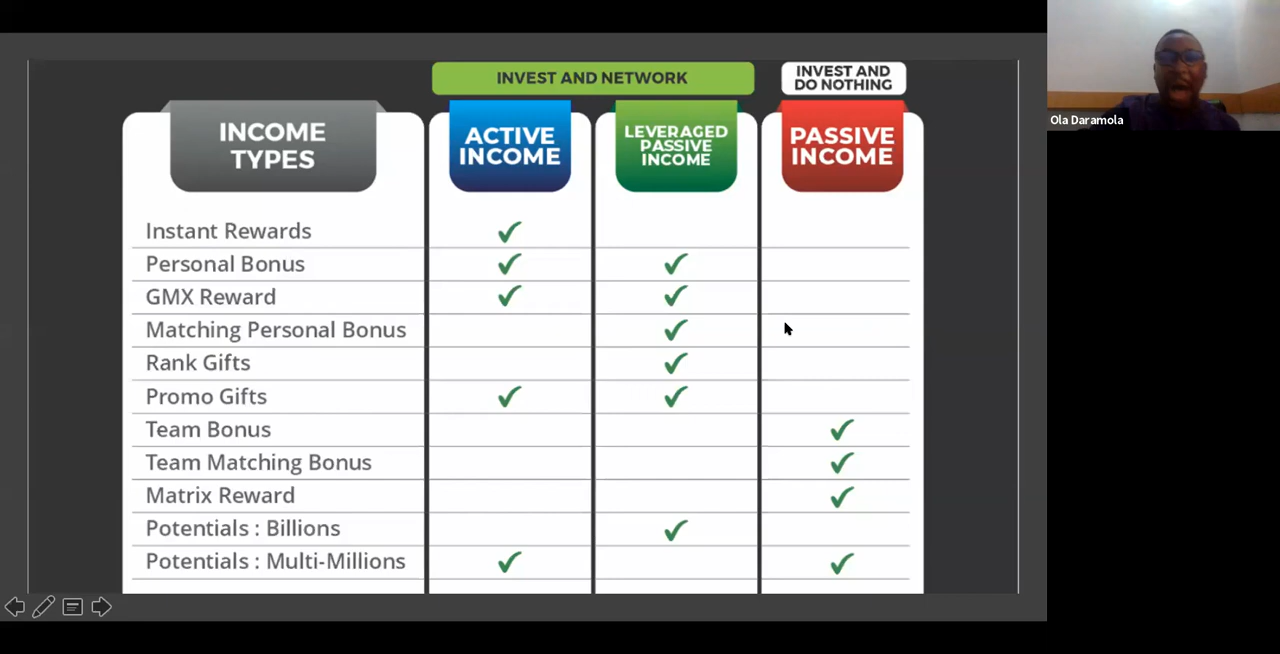 INVEST AND NETWORK
INVEST AND
DO NOTHING
INCOME
TYPES
ACTIVE
INCOME
LEVERAGED
PASSIVE
INCOME
PASSIVE
INCOME
Instant Rewards
Personal Bonus
GMX Reward
Matching Personal Bonus
Rank Gifts
Promo Gifts
Team Bonus
Team Matching Bonus
Matrix Reward
Potentials : Billions
Potentials : Multi-Millions
Ola Daramola